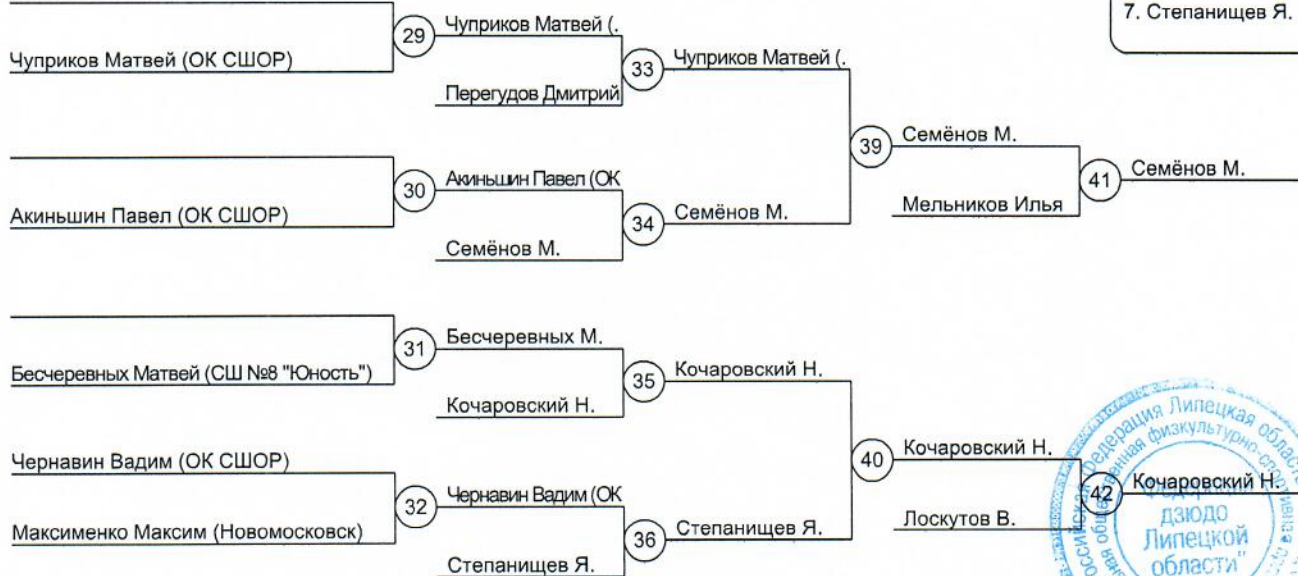 7. Степанищев Я.
29
Чуприков Матвей (ОК СШОР)
Чуприков Матвей (.
Перегудов Дмитрий
33
Чуприков Матвей (.
30
Акиньшин Павел (ОК СШОР)
Акиньшин Павел (ОК
Семёнов М.
34
Семёнов М.
39
Семёнов М.
Мельников Илья
41
Семёнов М.
31
Бесчеревных Матвей (СШ №8 "Юность")
Бесчеревных М.
Кочаровский Н.
35
Кочаровский Н.
Чернавин Вадим (ОК СШОР)
Максименко Максим (Новомосковск)
32
Чернавин Вадим (ОК
Степанищев Я.
36
Степанищев Я.
40
Кочаровский Н.
Лоскутов В.
42
Кочаровский Н.
Федерация Липецкая
физкультурно-спортивная
дзюдо
Липецкой
области"